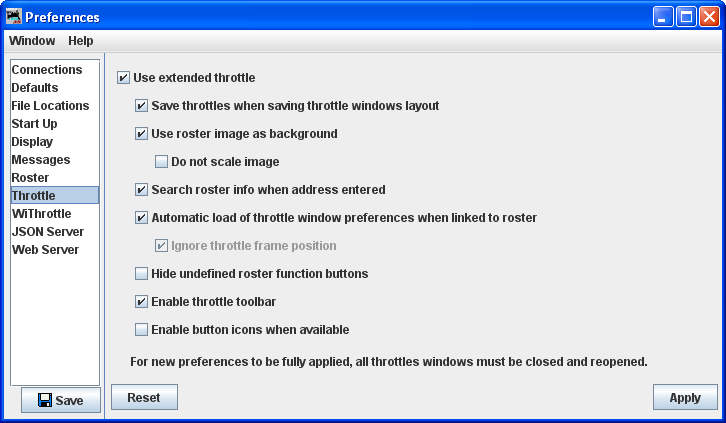 Preferences
Window Help
Connections
Defaults
File Locations
Start Up
Display
Messages
Roster
Throttle
WiThrottle
JSON Server
Web Server
Save
Use extended throttle
Save throttles when saving throttle windows layout
Use roster image as background
Do not scale image
Search roster info when address entered
Automatic load of throttle window preferences when linked to roster
Ignore throttle frame position
Hide undefined roster function buttons
Enable throttle toolbar
Enable button icons when available
For new preferences to be fully applied, all throttles windows must be closed and reopened.
Reset
Apply